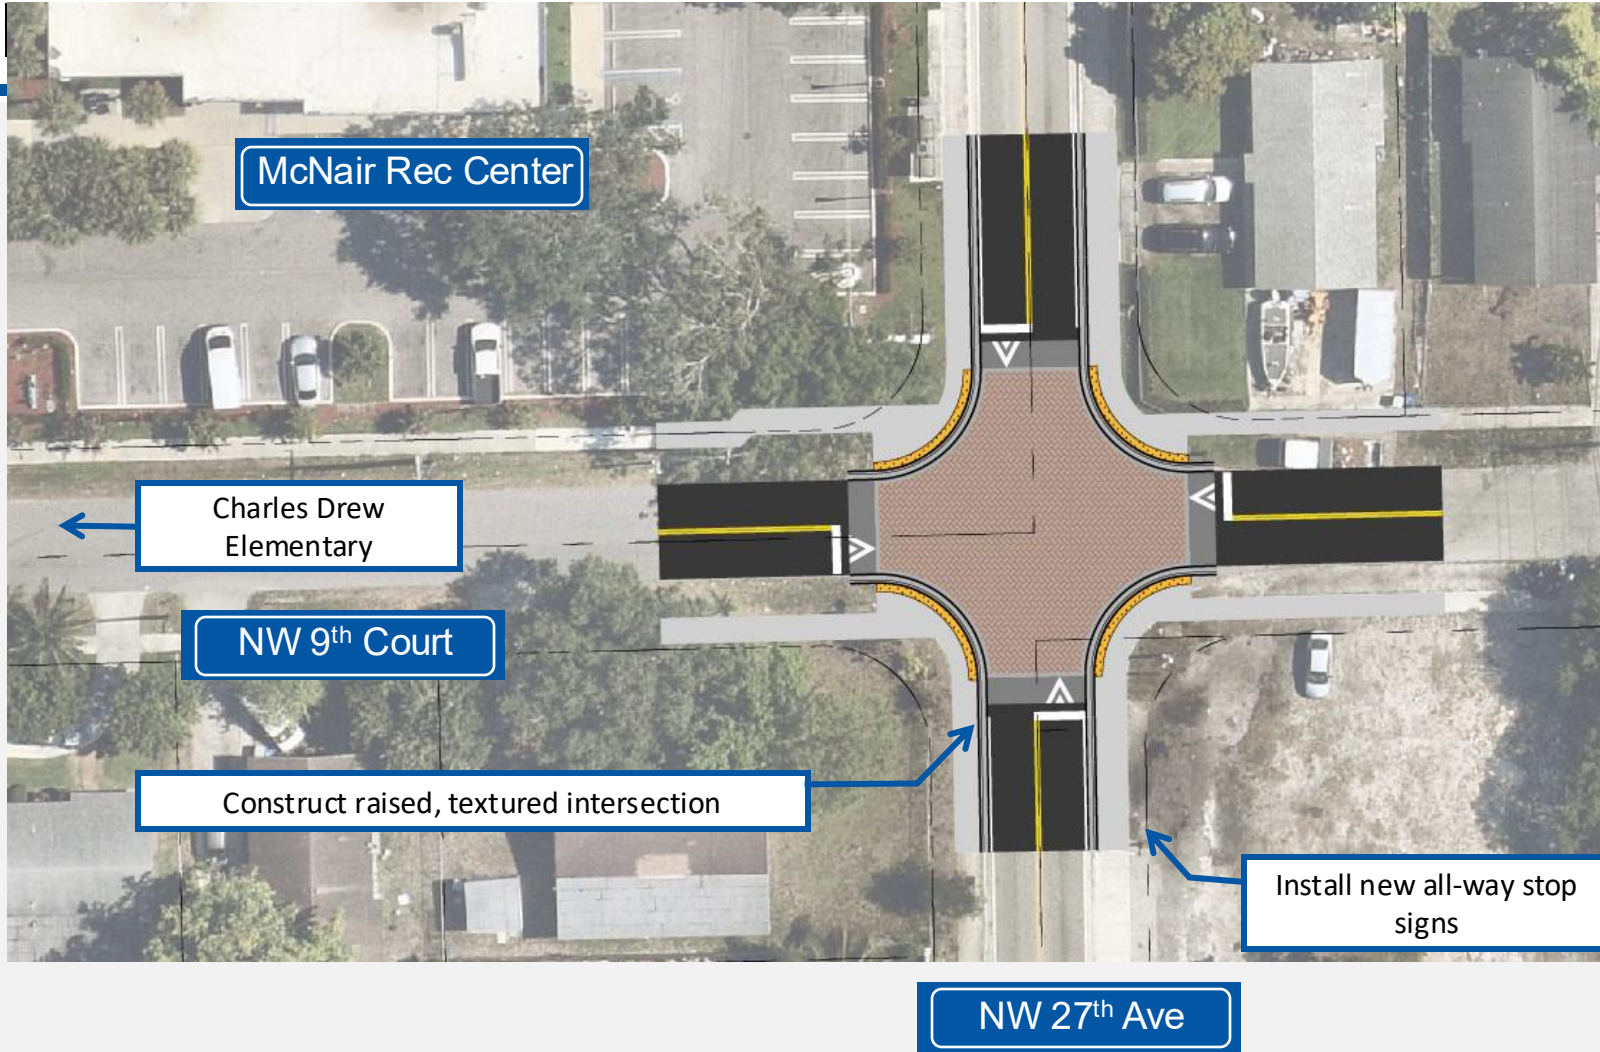 McNair Rec Center
Charles Drew
Elementary
NW 9th Court
Construct raised, textured intersection
Install new all-way stop
signs
NW 27th Ave